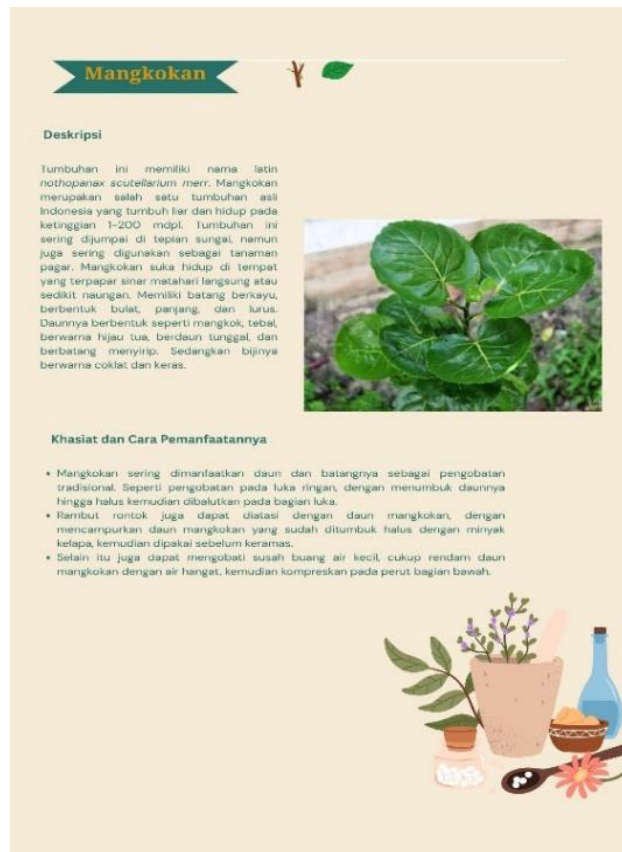 Mangkokan
Deskripsi
Tumbuhan ini memiliki nama latin
nothopanax scutellarium merr. Mangkokan
merupakan salah satu tumbuhan asli
Indonesia yang tumbuh liar dan hidup pada
ketinggian 1-200 mdpl. Tumbuhan ini
sering dijumpai di tepian sungai, namun
juga sering digunakan sebagai tanaman
pagar. Mangkokan suka hidup di tempat
yang terpapar sinar matahari langsung atau
sedikit naungan. Memiliki batang berkayu,
berbentuk bulat, panjang, dan lurus.
Daunnya berbentuk seperti mangkok, tebal,
berwarna hijau tua, berdaun tunggal, dan
berbatang menyirip. Sedangkan bijinya
berwarna coklat dan keras.
Khasiat dan Cara Pemanfaatannya
• Mangkokan sering dimanfaatkan daun dan batangnya sebagai pengobatan
tradisional. Seperti pengobatan pada luka ringan, dengan menumbuk daunnya
hingga halus kemudian dibalutkan pada bagian luka.
• Rambut rontok juga dapat diatasi dengan daun mangkokan, dengan
mencampurkan daun mangkokan yang sudah ditumbuk halus dengan minyak
kelapa, kemudian dipakai sebelum keramas.
• Selain itu juga dapat mengobati susah buang air kecil, cukup rendam daun
mangkokan dengan air hangat, kemudian kompreskan pada perut bagian bawah.